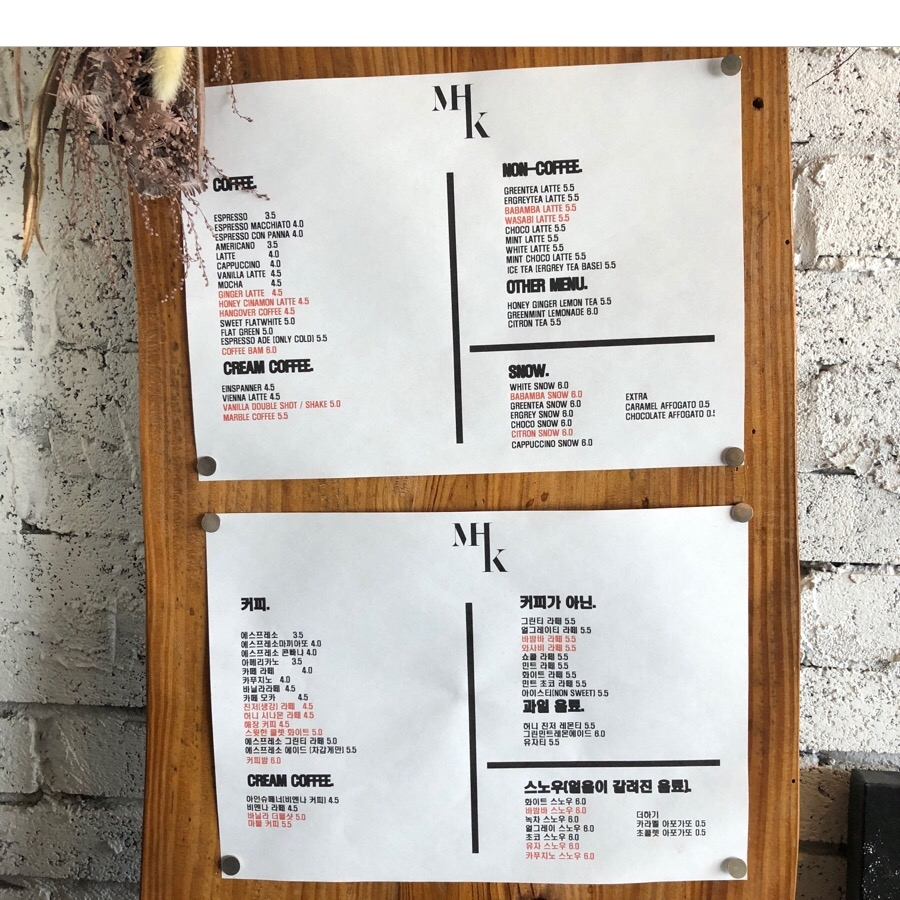 MHK
COFFEE.
ESPRESSO 3.5
ESPRESSO MACCHIATO 4.0
ESPRESSO CON PANNA 4.0
AMERICANO 3.5
LATTE 4.0
CAPPUCCINO 4.0
VANILLA LATTE 4.5
MOCHA 4.5
GINGER LATTE 4.5
HONEY CINAMON LATTE 4.5
HANGOVER COFFEE 4.5
SWEET FLATWHITE 5.0
FLAT GREEN 5.0
ESPRESSO ADE [ONLY COLD] 5.5
COFFEE BAM 6.0
CREAM COFFEE.
EINSPANNER 4.5
VIENNA LATTE 4.5
VANILLA DOUBLE SHOT / SHAKE 5.0
MARBLE COFFEE 5.5
NON-COFFEE.
GREENTEA LATTE 5.5
ERGREYTEA LATTE 5.5
BABAMBA LATTE 5.5
WASABI LATTE 5.5
CHOCO LATTE 5.5
MINT LATTE 5.5
WHITE LATTE 5.5
MINT CHOCO LATTE 5.5
ICE TEA [ERGREY TEA BASE] 5.5
OTHER MENU.
HONEY GINGER LEMON TEA 5.5
GREENMINT LEMONADE 6.0
CITRON TEA 5.5
SNOW.
WHITE SNOW 6.0
BABAMBA SNOW 6.0
GREENTEA SNOW 6.0
ERGREY SNOW 6.0
CHOCO SNOW 6.0
CITRON SNOW 6.0
CAPPUCCINO SNOW 6.0
EXTRA
CARAMEL AFFOGATO 0.5
CHOCOLATE AFFOGATO 0.5
MHK
커피.
에스프레소 3.5
에스프레소마끼아또 4.0
에스프레소 콘빠나 4.0
아메리카노 3.5
카페 라떼 4.0
카푸치노 4.0
바닐라라떼 4.5
카페 모카 4.5
진저[생강] 라떼 4.5
허니 시나몬 라떼 4.5
해장 커피 4.5
스윗한 플랫 화이트 5.0
에스프레소 그린티 라떼 5.0
에스프레소 에이드 [차갑게만] 5.5
커피밤 6.0
CREAM COFFEE.
아인슈페너[비엔나 커피] 4.5
비엔나 라떼 4.5
바닐라 더블샷 5.0
마블 커피 5.5
커피가 아닌.
그린티 라떼 5.5
얼그레이티 라떼 5.5
바밤바 라떼 5.5
와사비 라떼 5.5
쇼콜 라떼 5.5
민트 라떼 5.5
화이트 라떼 5.5
민트 초코 라떼 5.5
아이스티[NON SWEET] 5.5
과일 음료.
허니 진저 레몬티 5.5
그린민트레몬에이드 6.0
유자티 5.5
스노우[얼음이 갈려진 음료].
화이트 스노우 6.0
바밤바 스노우 6.0
녹차 스노우 6.0
얼그레이 스노우 6.0
초코 스노우 6.0
유자 스노우 6.0
카푸치노 스노우 6.0
더하기
카라멜 아포가또 0.5
초콜렛 아포가또 0.5